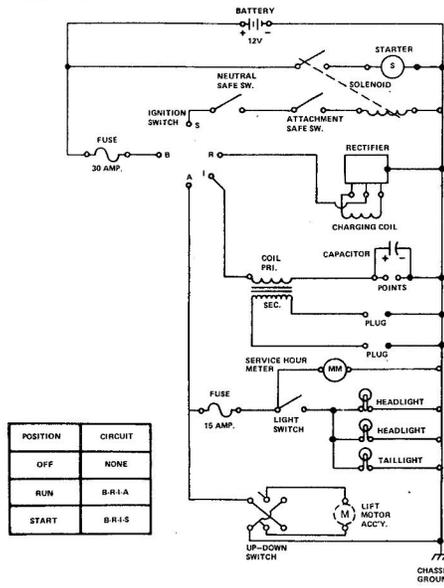 BATTERY
+ −
12V
STARTER
S
NEUTRAL
SAFE SW.
SOLENOID
IGNITION
SWITCH
S
ATTACHMENT
SAFE SW.
FUSE
30 AMP.
B
R
RECTIFIER
A
I
CHARGING COIL
CAPACITOR
+ −
COIL
PRI.
POINTS
SEC.
PLUG
PLUG
SERVICE HOUR
METER
MM
FUSE
15 AMP.
LIGHT
SWITCH
HEADLIGHT
HEADLIGHT
TAILLIGHT
POSITION CIRCUIT
OFF NONE
RUN B-R-I-A
START B-R-I-S
M
LIFT
MOTOR
ACC'Y.
UP-DOWN
SWITCH
CHASS
GROUN